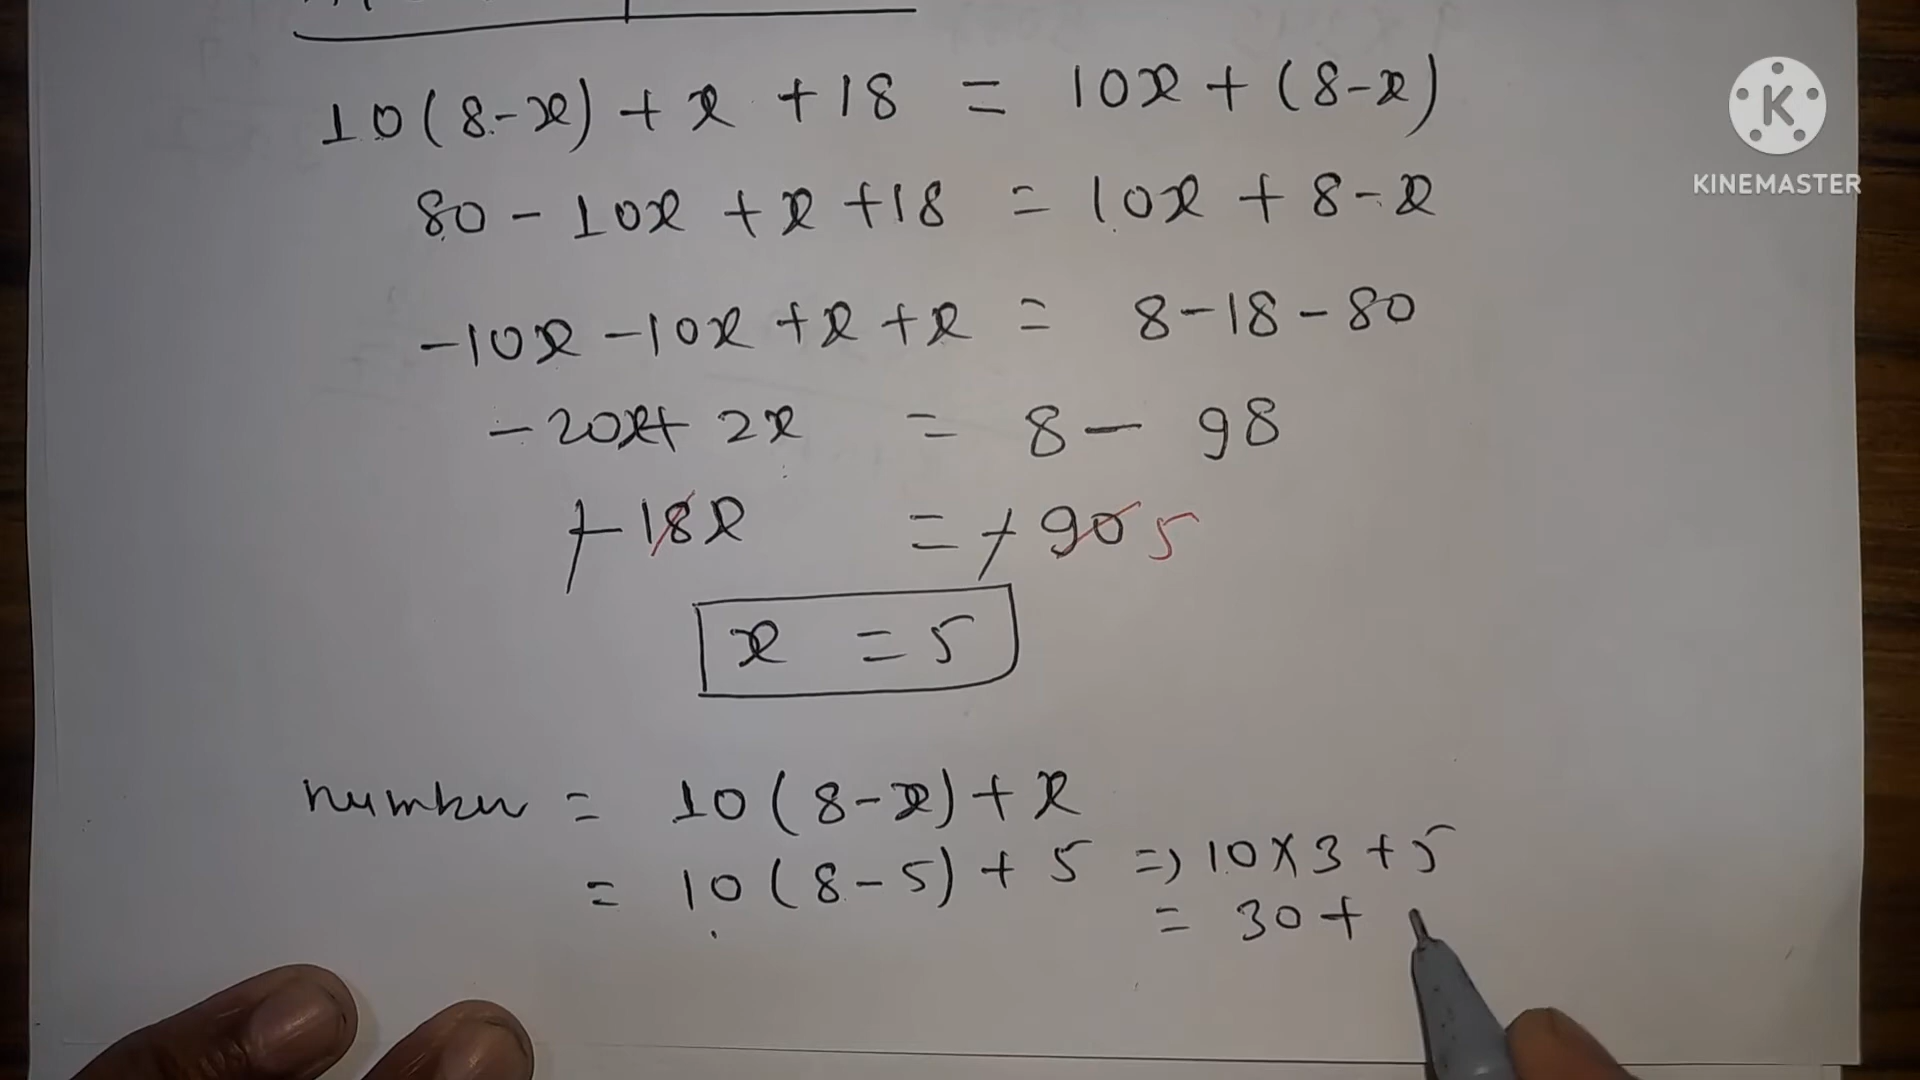 10(8-x) + x + 18 = 10x + (8-x)
80 - 10x + x + 18 = 10x + 8 - x
-10x - 10x + x + x = 8 - 18 - 80
-20x + 2x = 8 - 98
-18x = -90 5
x = 5
number = 10(8-x) + x
= 10(8-5) + 5 => 10 × 3 + 5
= 30 +
K
KINEMASTER